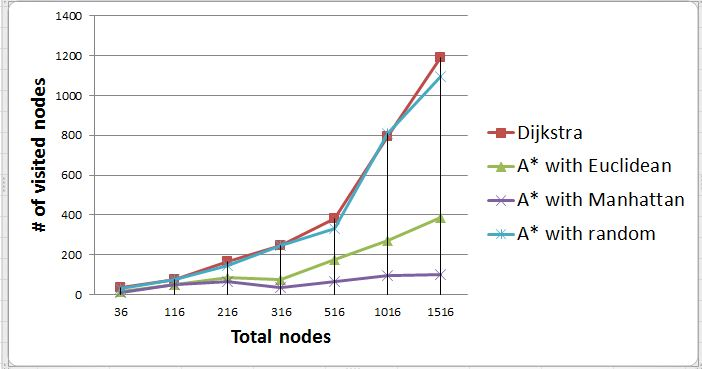 1400
1200
1000
800
600
400
200
0
# of visited nodes
36 116 216 316 516 1016 1516
Total nodes
Dijkstra
A* with Euclidean
A* with Manhattan
A* with random